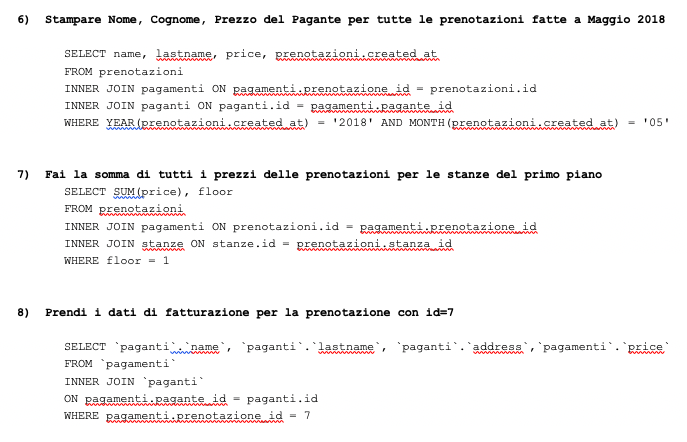 6) Stampare Nome, Cognome, Prezzo del Pagante per tutte le prenotazioni fatte a Maggio 2018
SELECT name, lastname, price, prenotazioni.created_at
FROM prenotazioni
INNER JOIN pagamenti ON pagamenti.prenotazione_id = prenotazioni.id
INNER JOIN paganti ON paganti.id = pagamenti.pagante_id
WHERE YEAR(prenotazioni.created_at) = '2018' AND MONTH(prenotazioni.created_at) = '05'
7) Fai la somma di tutti i prezzi delle prenotazioni per le stanze del primo piano
SELECT SUM(price), floor
FROM prenotazioni
INNER JOIN pagamenti ON prenotazioni.id = pagamenti.prenotazione_id
INNER JOIN stanze ON stanze.id = prenotazioni.stanza_id
WHERE floor = 1
8) Prendi i dati di fatturazione per la prenotazione con id=7
SELECT `paganti`.`name`, `paganti`.`lastname`, `paganti`.`address`,`pagamenti`.`price`
FROM `pagamenti`
INNER JOIN `paganti`
ON pagamenti.pagante_id = paganti.id
WHERE pagamenti.prenotazione_id = 7